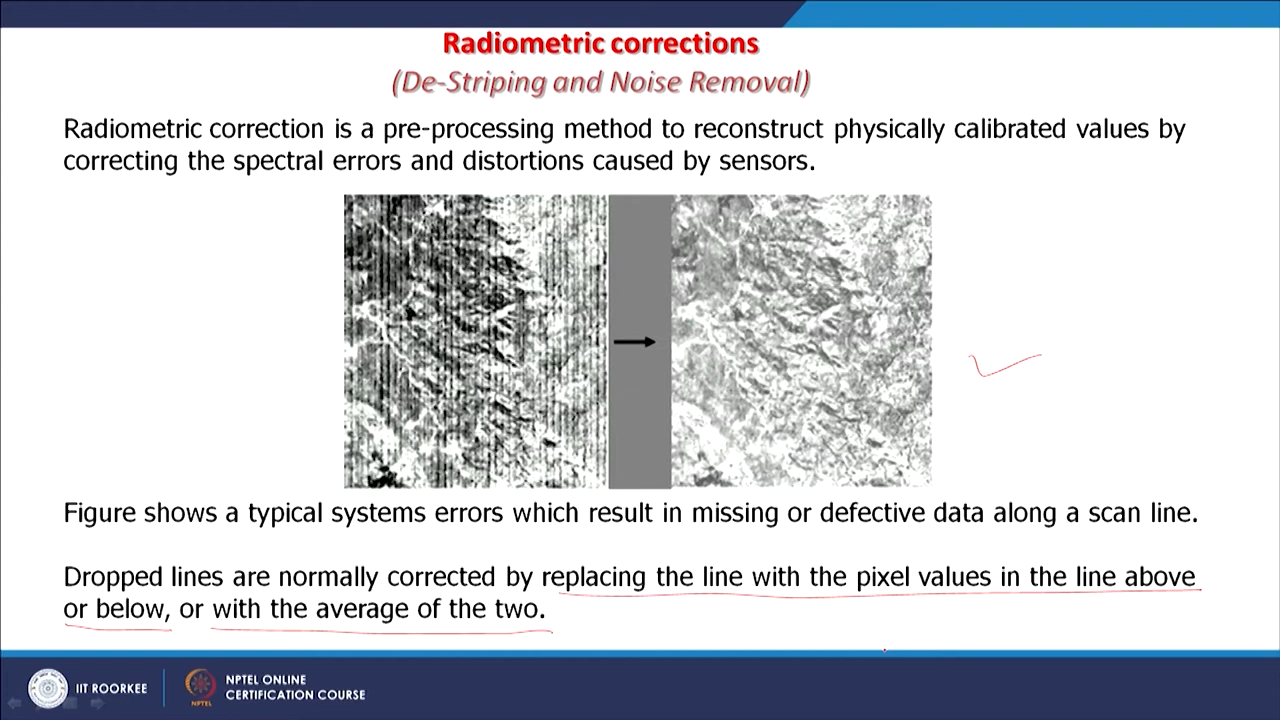 Radiometric corrections
(De-Striping and Noise Removal)
Radiometric correction is a pre-processing method to reconstruct physically calibrated values by
correcting the spectral errors and distortions caused by sensors.
Figure shows a typical systems errors which result in missing or defective data along a scan line.
Dropped lines are normally corrected by replacing the line with the pixel values in the line above
or below, or with the average of the two.
IIT ROORKEE
NPTEL
NPTEL ONLINE
CERTIFICATION COURSE